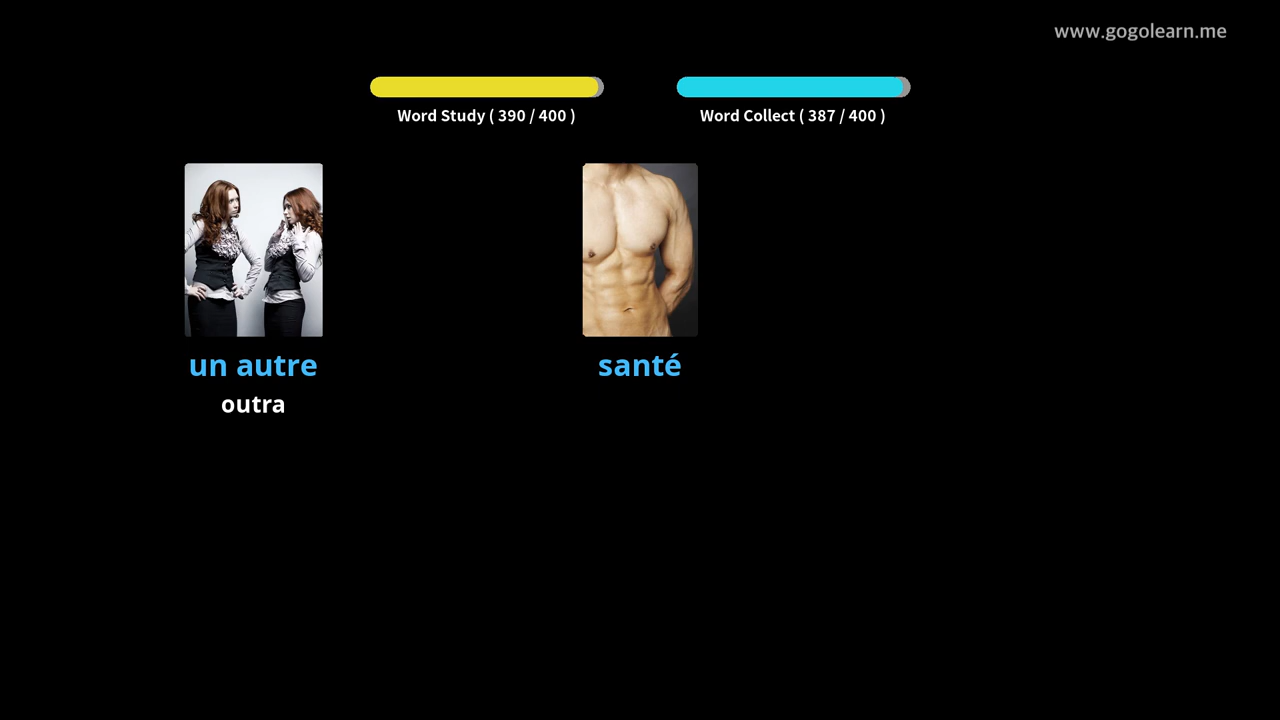 www.gogolearn.me
Word Study ( 390 / 400 )
Word Collect ( 387 / 400 )
un autre
outra
santé